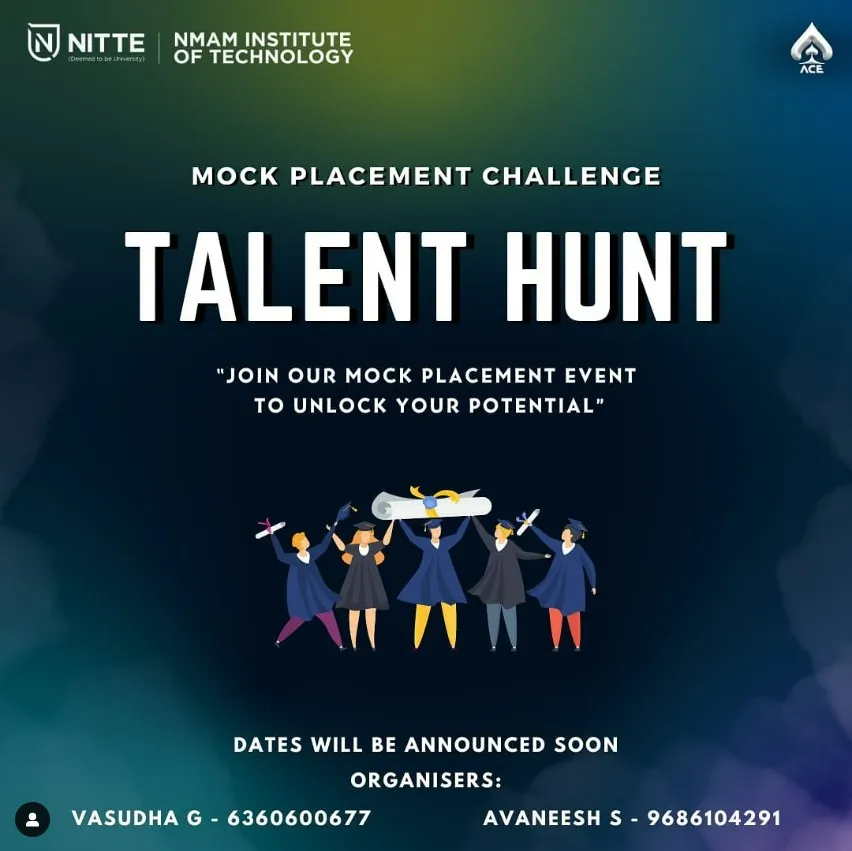 NITTE
(Deemed to be University)
NMAM INSTITUTE
OF TECHNOLOGY
ACE
MOCK PLACEMENT CHALLENGE
TALENT HUNT
"JOIN OUR MOCK PLACEMENT EVENT
TO UNLOCK YOUR POTENTIAL"
DATES WILL BE ANNOUNCED SOON
ORGANISERS:
VASUDHA G - 6360600677
AVANEESH S - 9686104291